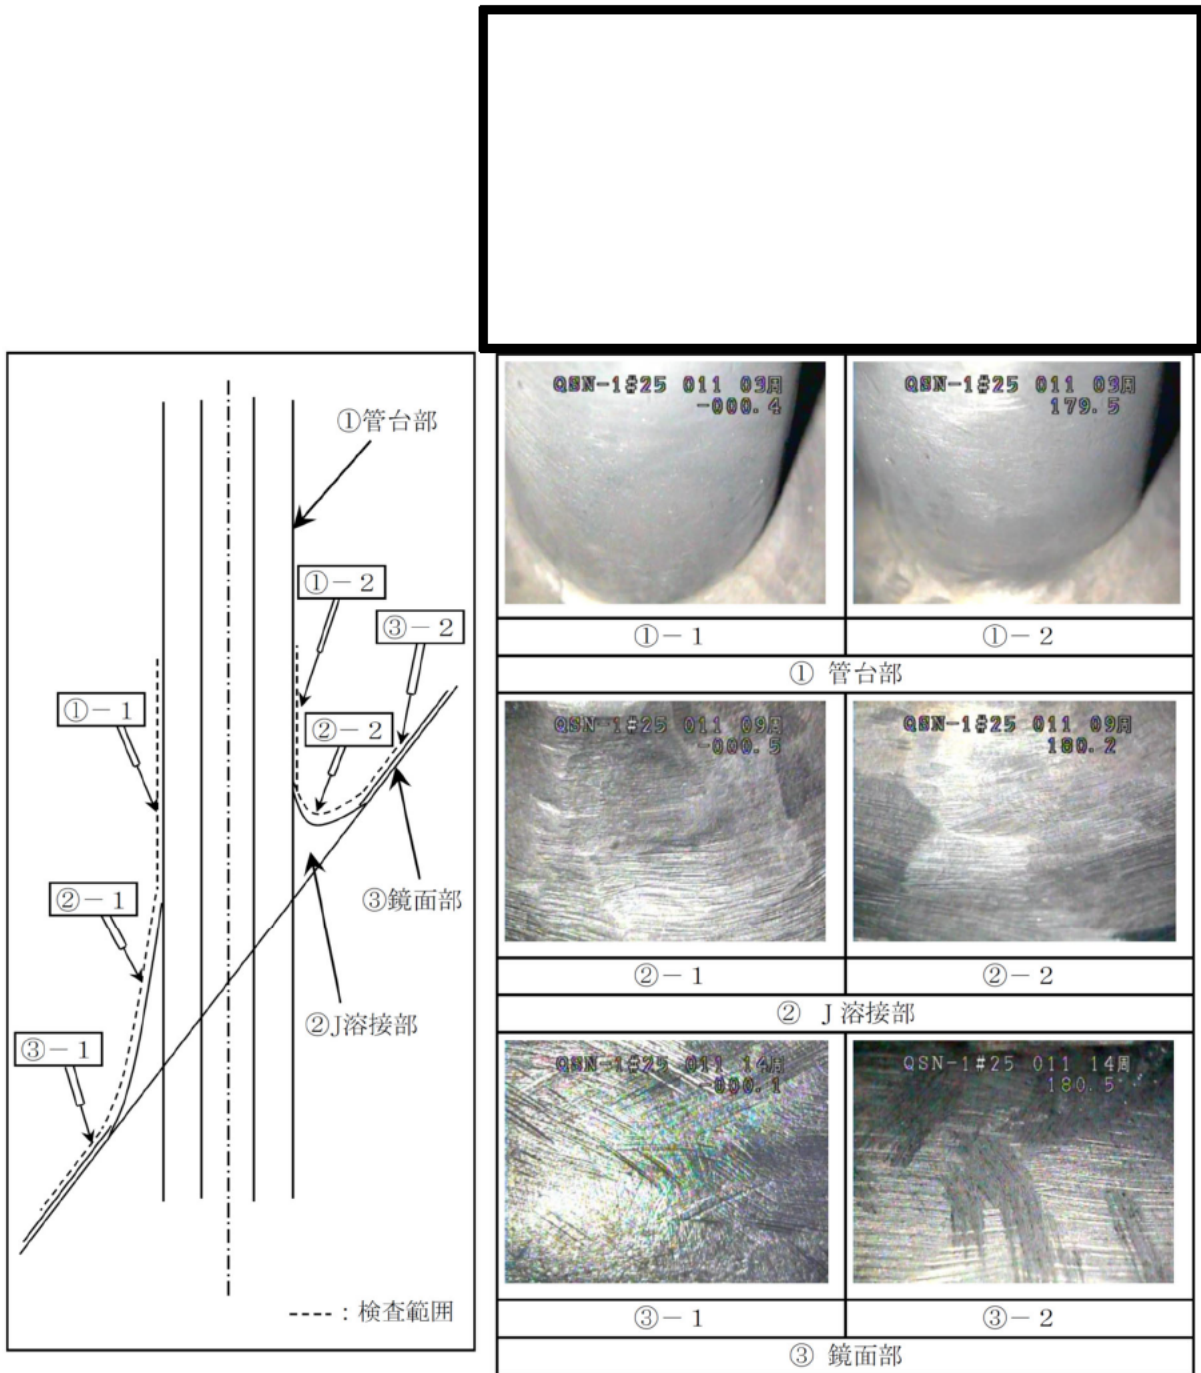 ①管台部
①－2
③－2
①－1
②－2
③鏡面部
②－1
②J溶接部
③－1
----：検査範囲
QSN-1#25 011 03周
-000.4
QSN-1#25 011 03周
179.5
①－1
①－2
① 管台部
QSN-1#25 011 09周
-000.5
QSN-1#25 011 09周
180.2
②－1
②－2
② J溶接部
QSN-1#25 011 14周
-000.1
QSN-1#25 011 14周
180.5
③－1
③－2
③ 鏡面部